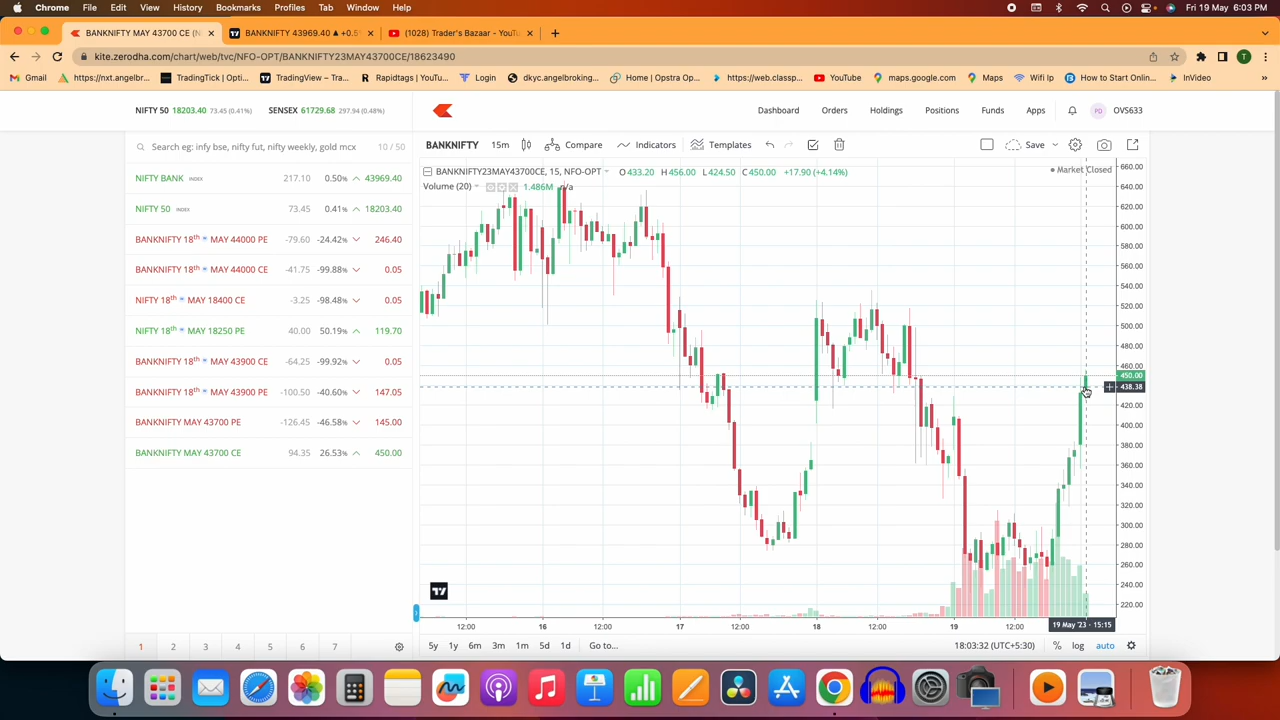 Chrome File Edit View History Bookmarks Profiles Tab Window Help Fri 19 May 6:03 PM
BANKNIFTY MAY 43700 CE (N × BANKNIFTY 43969.40 ▲ +0.5 × (1028) Trader's Bazaar - YouTu × +
kite.zerodha.com/chart/web/tvc/NFO-OPT/BANKNIFTY23MAY43700CE/18623490
Gmail https://nxt.angelbr... TradingTick | Opti... TradingView – Tra... Rapidtags | YouTu... Login dkyc.angelbroking... Home | Opstra Op... https://www.classp... YouTube maps.google.com Maps Wifi Ip How to Start Onlin... InVideo »
NIFTY 50 18203.40 73.45 (0.41%) SENSEX 61729.68 297.94 (0.48%)
Dashboard Orders Holdings Positions Funds Apps PD OVS633
Search eg: infy bse, nifty fut, nifty weekly, gold mcx 10 / 50
NIFTY BANK INDEX 217.10 0.50% 43969.40
NIFTY 50 INDEX 73.45 0.41% 18203.40
BANKNIFTY 18th w MAY 44000 PE -79.60 -24.42% 246.40
BANKNIFTY 18th w MAY 44000 CE -41.75 -99.88% 0.05
NIFTY 18th w MAY 18400 CE -3.25 -98.48% 0.05
NIFTY 18th w MAY 18250 PE 40.00 50.19% 119.70
BANKNIFTY 18th w MAY 43900 CE -64.25 -99.92% 0.05
BANKNIFTY 18th w MAY 43900 PE -100.50 -40.60% 147.05
BANKNIFTY MAY 43700 PE -126.45 -46.58% 145.00
BANKNIFTY MAY 43700 CE 94.35 26.53% 450.00
1 2 3 4 5 6 7
BANKNIFTY 15m Compare Indicators Templates Save
BANKNIFTY23MAY43700CE, 15, NFO-OPT O433.20 H456.00 L424.50 C450.00 +17.90 (+4.14%)
Volume (20) 1.486M n/a
Market Closed
660.00
640.00
620.00
600.00
580.00
560.00
540.00
520.00
500.00
480.00
460.00
450.00
438.38
420.00
400.00
380.00
360.00
340.00
320.00
300.00
280.00
260.00
240.00
220.00
12:00 16 12:00 17 12:00 18 12:00 19 12:00 19 May '23 - 15:15
5y 1y 6m 3m 1m 5d 1d Go to... 18:03:32 (UTC+5:30) % log auto